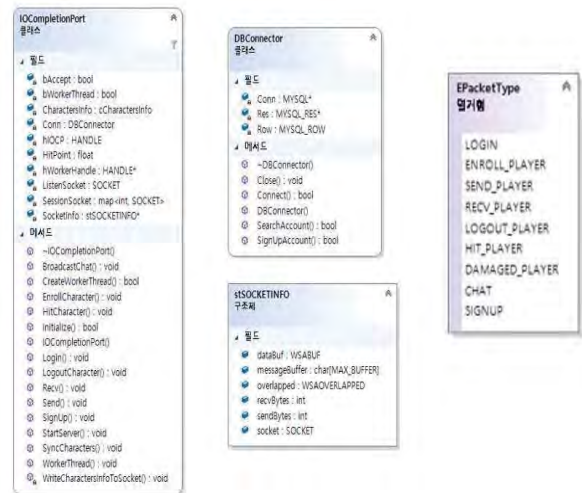 IOCompletionPort
클래스
필드
bAccept : bool
bWorkerThread : bool
CharactersInfo : cCharactersInfo
Conn : DBConnector
hIOCP : HANDLE
HitPoint : float
hWorkerHandle : HANDLE*
ListenSocket : SOCKET
SessionSocket : map<int, SOCKET>
SocketInfo : stSOCKETINFO*
메서드
~IOCompletionPort()
BroadcastChat() : void
CreateWorkerThread() : bool
EnrollCharacter() : void
HitCharacter() : void
Initialize() : bool
IOCompletionPort()
Login() : void
LogoutCharacter() : void
Recv() : void
Send() : void
SignUp() : void
StartServer() : void
SyncCharacters() : void
WorkerThread() : void
WriteCharactersInfoToSocket() : void
DBConnector
클래스
필드
Conn : MYSQL*
Res : MYSQL_RES*
Row : MYSQL_ROW
메서드
~DBConnector()
Close() : void
Connect() : bool
DBConnector()
SearchAccount() : bool
SignUpAccount() : bool
stSOCKETINFO
구조체
필드
dataBuf : WSABUF
messageBuffer : char[MAX_BUFFER]
overlapped : WSAOVERLAPPED
recvBytes : int
sendBytes : int
socket : SOCKET
EPacketType
열거형
LOGIN
ENROLL_PLAYER
SEND_PLAYER
RECV_PLAYER
LOGOUT_PLAYER
HIT_PLAYER
DAMAGED_PLAYER
CHAT
SIGNUP